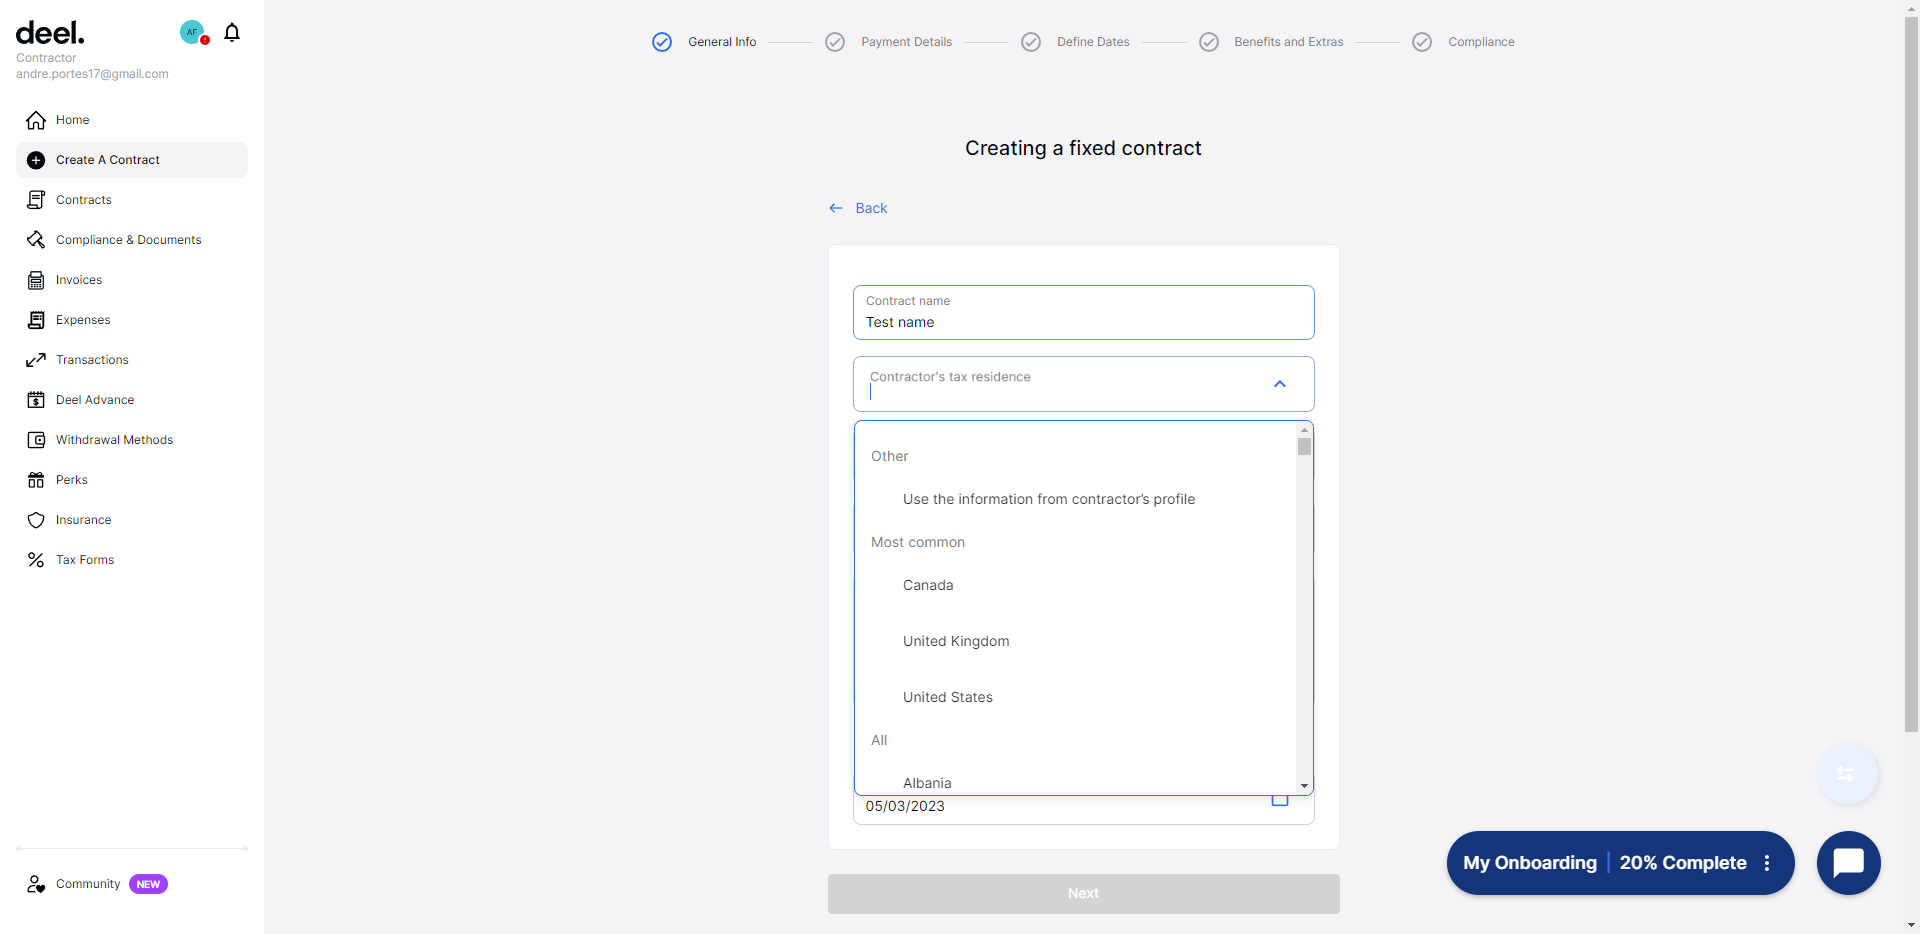 deel.
AF
Contractor
andre.portes17@gmail.com
Home
Create A Contract
Contracts
Compliance & Documents
Invoices
Expenses
Transactions
Deel Advance
Withdrawal Methods
Perks
Insurance
Tax Forms
Community NEW
General Info Payment Details Define Dates Benefits and Extras Compliance
Creating a fixed contract
Back
Contract name
Test name
Contractor's tax residence
Other
Use the information from contractor’s profile
Most common
Canada
United Kingdom
United States
All
Albania
05/03/2023
Next
My Onboarding 20% Complete